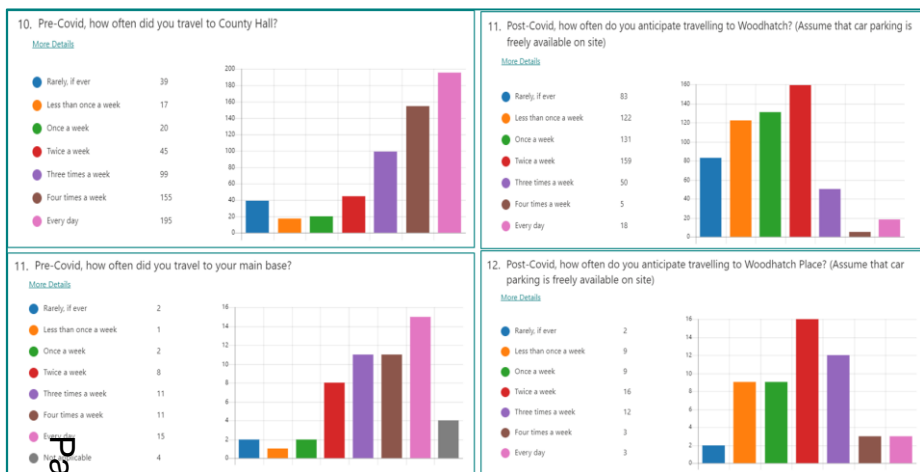 10. Pre-Covid, how often did you travel to County Hall?
More Details
Rarely, if ever 39
Less than once a week 17
Once a week 20
Twice a week 45
Three times a week 99
Four times a week 155
Every day 195
200
180
160
140
120
100
80
60
40
20
0
11. Post-Covid, how often do you anticipate travelling to Woodhatch? (Assume that car parking is
freely available on site)
More Details
Rarely, if ever 83
Less than once a week 122
Once a week 131
Twice a week 159
Three times a week 50
Four times a week 5
Every day 18
160
140
120
100
80
60
40
20
0
11. Pre-Covid, how often did you travel to your main base?
More Details
Rarely, if ever 2
Less than once a week 1
Once a week 2
Twice a week 8
Three times a week 11
Four times a week 11
Every day 15
Not applicable 4
16
14
12
10
8
6
4
2
0
Pa
12. Post-Covid, how often do you anticipate travelling to Woodhatch Place? (Assume that car
parking is freely available on site)
More Details
Rarely, if ever 2
Less than once a week 9
Once a week 9
Twice a week 16
Three times a week 12
Four times a week 3
Every day 3
16
14
12
10
8
6
4
2
0